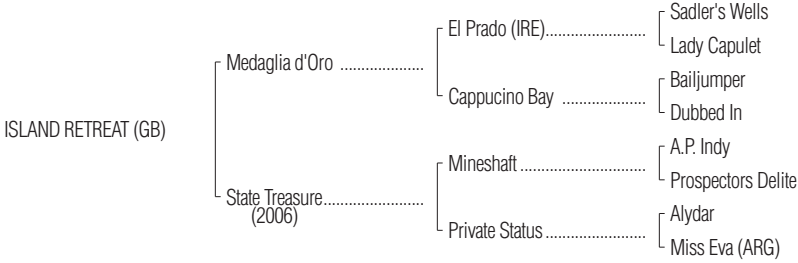 Sadler's Wells
El Prado (IRE)........................
Lady Capulet
Medaglia d'Oro ....................
Bailjumper
Cappucino Bay ....................
Dubbed In
ISLAND RETREAT (GB)
A.P. Indy
Mineshaft..............................
Prospectors Delite
State Treasure........................
(2006)
Alydar
Private Status........................
Miss Eva (ARG)